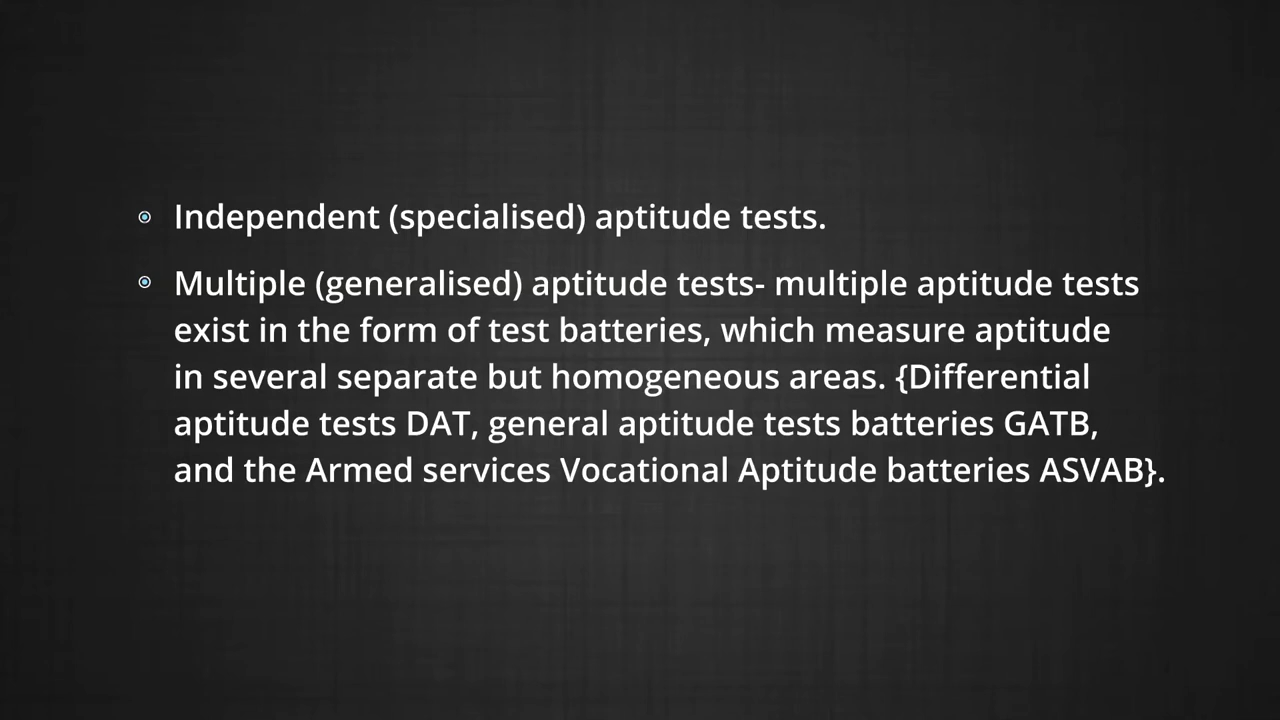 Independent (specialised) aptitude tests.
Multiple (generalised) aptitude tests- multiple aptitude tests
exist in the form of test batteries, which measure aptitude
in several separate but homogeneous areas. {Differential
aptitude tests DAT, general aptitude tests batteries GATB,
and the Armed services Vocational Aptitude batteries ASVAB}.